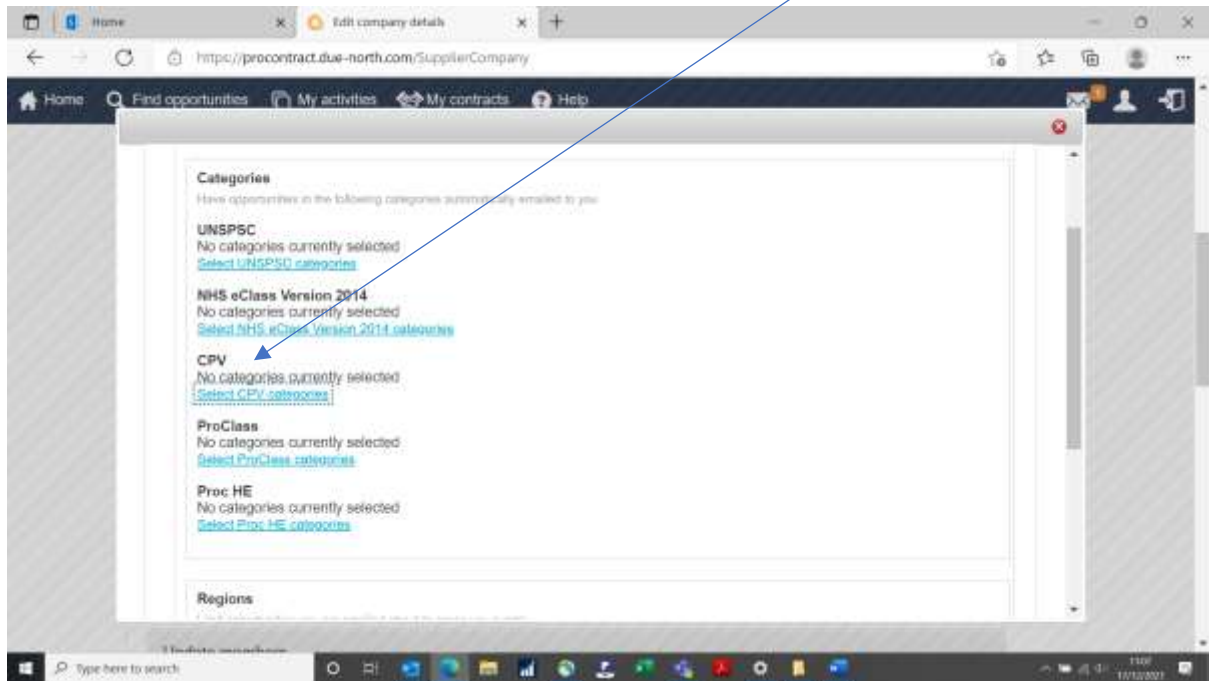 Home
Edit company details
https://procontract.due-north.com/SupplierCompany
Home Find opportunities My activities My contracts Help
Categories
Have opportunities in the following categories automatically emailed to you
UNSPSC
No categories currently selected
Select UNSPSC categories
NHS eClass Version 2014
No categories currently selected
Select NHS eClass Version 2014 categories
CPV
No categories currently selected
Select CPV categories
ProClass
No categories currently selected
Select ProClass categories
Proc HE
No categories currently selected
Select Proc HE categories
Regions
Type here to search
17/12/2021